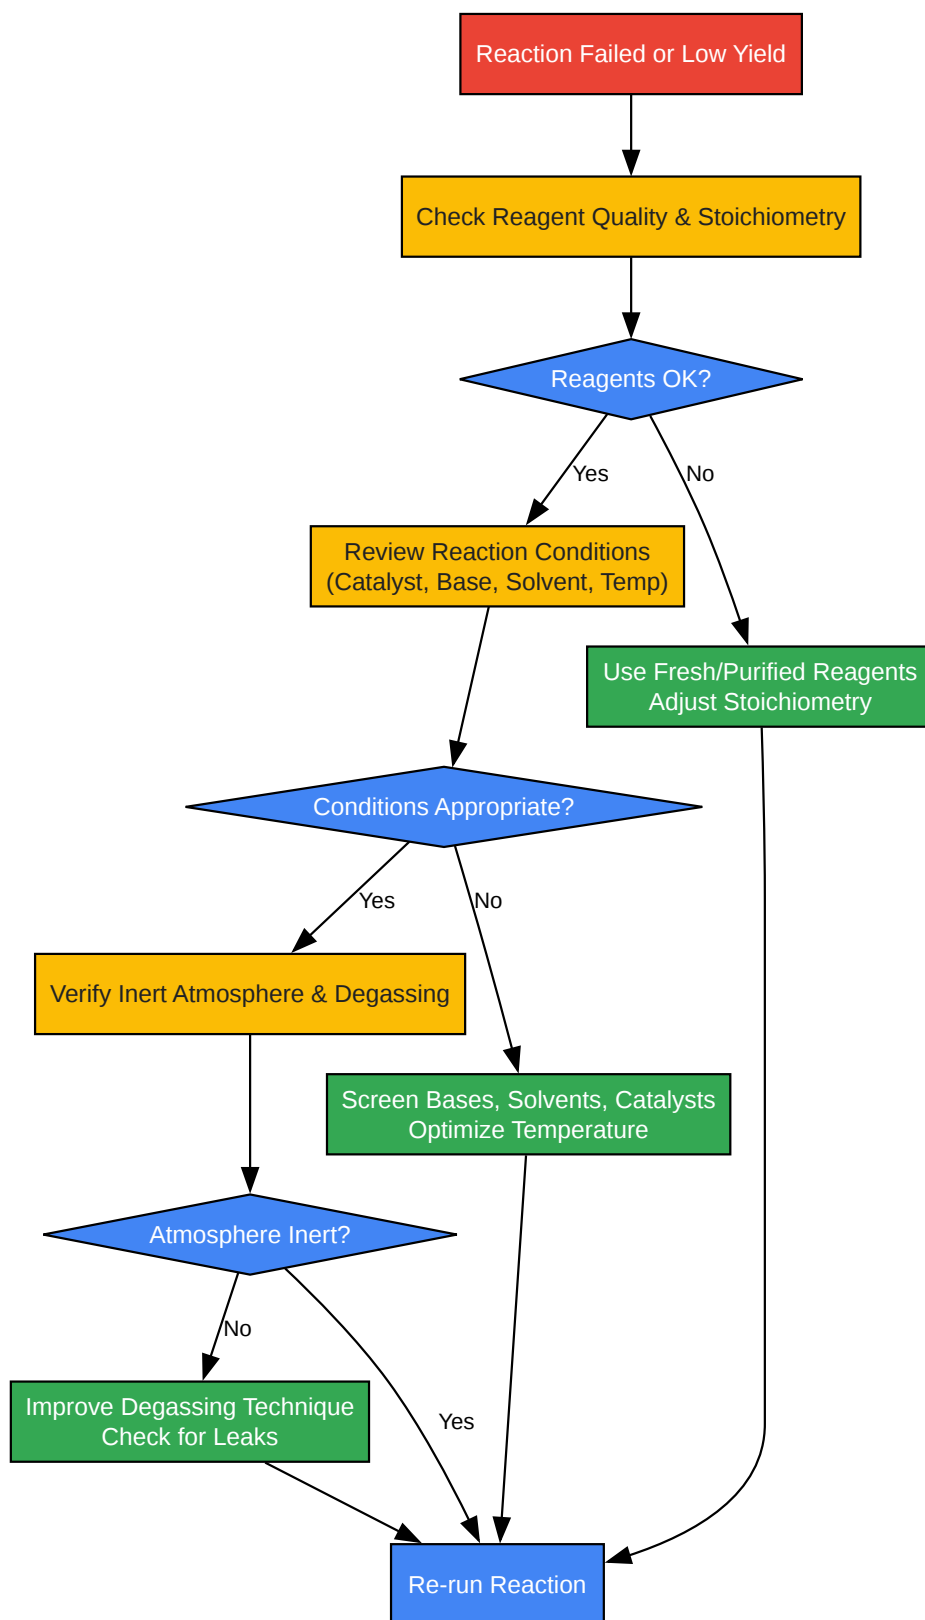 Reaction Failed or Low Yield
Check Reagent Quality & Stoichiometry
Reagents OK?
Yes
No
Review Reaction Conditions
(Catalyst, Base, Solvent, Temp)
Use Fresh/Purified Reagents
Adjust Stoichiometry
Conditions Appropriate?
Yes
No
Verify Inert Atmosphere & Degassing
Screen Bases, Solvents, Catalysts
Optimize Temperature
Atmosphere Inert?
No
Improve Degassing Technique
Check for Leaks
Yes
Re-run Reaction